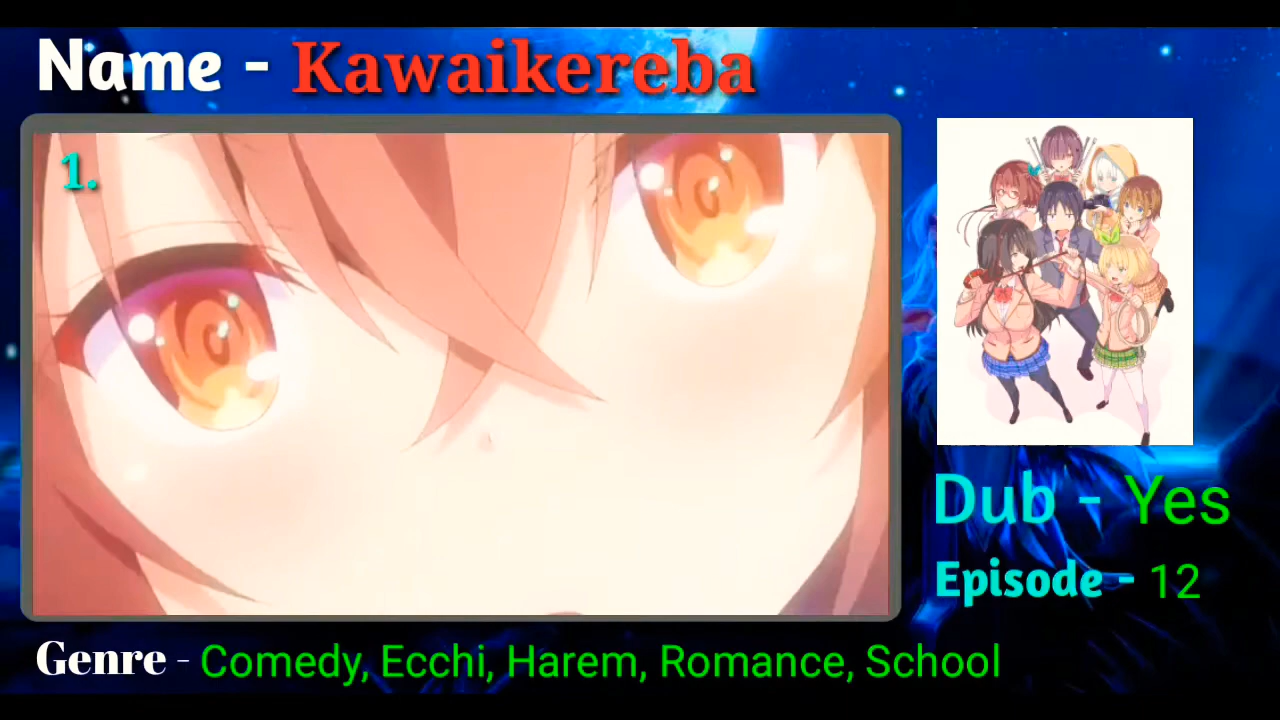 Name - Kawaikereba
1.
Dub - Yes
Episode - 12
Genre - Comedy, Ecchi, Harem, Romance, School